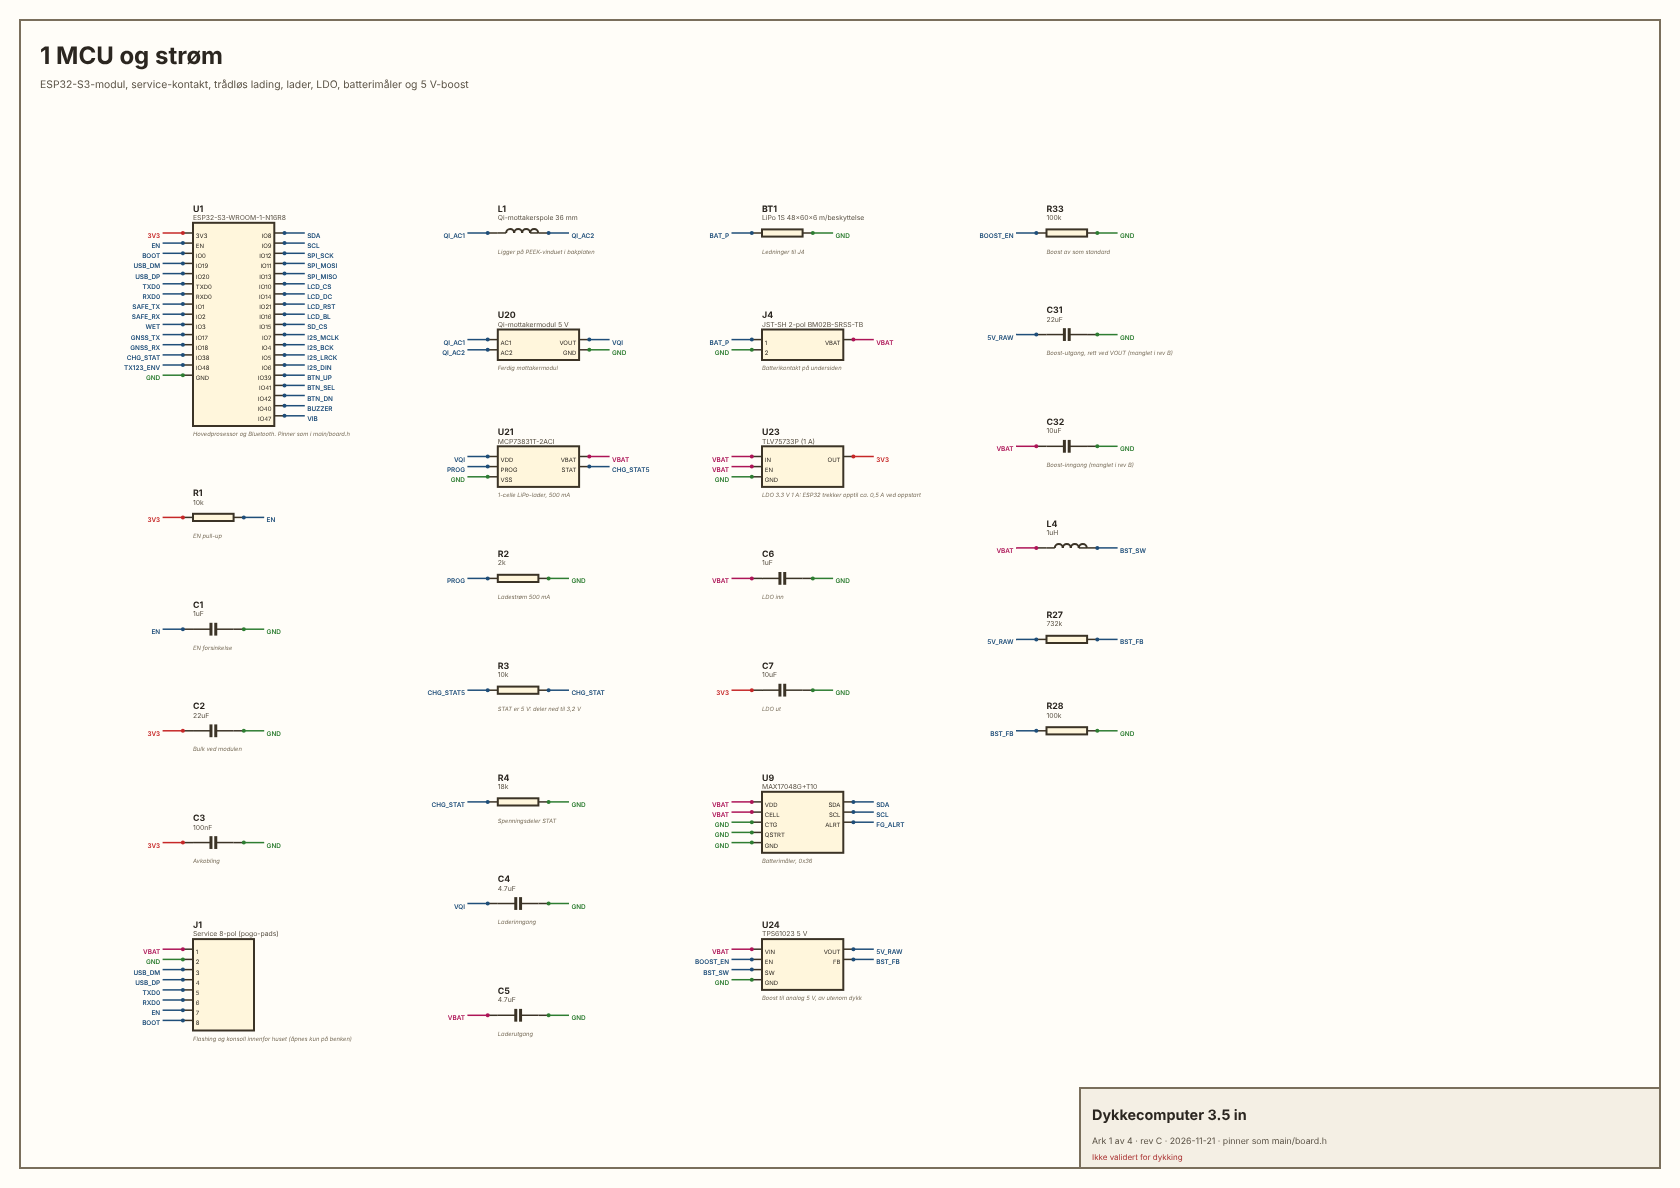 1 MCU og strøm
ESP32-S3-modul, service-kontakt, trådløs lading, lader, LDO, batterimåler og 5 V-boost
U1
ESP32-S3-WROOM-1-N16R8
3V3 3V3 IO8 SDA
EN EN IO9 SCL
BOOT IO0 IO12 SPI_SCK
USB_DM IO19 IO11 SPI_MOSI
USB_DP IO20 IO13 SPI_MISO
TXD0 TXD0 IO10 LCD_CS
RXD0 RXD0 IO14 LCD_DC
SAFE_TX IO1 IO21 LCD_RST
SAFE_RX IO2 IO16 LCD_BL
WET IO3 IO15 SD_CS
GNSS_TX IO17 IO7 I2S_MCLK
GNSS_RX IO18 IO4 I2S_BCK
CHG_STAT IO38 IO5 I2S_LRCK
TX123_ENV IO48 IO6 I2S_DIN
GND GND IO39 BTN_UP
IO41 BTN_SEL
IO42 BTN_DN
IO40 BUZZER
IO47 VIB
Hovedprosessor og Bluetooth. Pinner som i main/board.h
R1
10k
3V3 EN
EN pull-up
C1
1uF
EN GND
EN forsinkelse
C2
22uF
3V3 GND
Bulk ved modulen
C3
100nF
3V3 GND
Avkobling
J1
Service 8-pol (pogo-pads)
VBAT 1
GND 2
USB_DM 3
USB_DP 4
TXD0 5
RXD0 6
EN 7
BOOT 8
Flashing og konsoll innenfor huset (åpnes kun på benken)
L1
Qi-mottakerspole 36 mm
QI_AC1 QI_AC2
Ligger på PEEK-vinduet i bakplaten
U20
Qi-mottakermodul 5 V
QI_AC1 AC1 VOUT VQI
QI_AC2 AC2 GND GND
Ferdig mottakermodul
U21
MCP73831T-2ACI
VQI VDD VBAT VBAT
PROG PROG STAT CHG_STAT5
GND VSS
1-celle LiPo-lader, 500 mA
R2
2k
PROG GND
Ladestrøm 500 mA
R3
10k
CHG_STAT5 CHG_STAT
STAT er 5 V: deler ned til 3,2 V
R4
18k
CHG_STAT GND
Spenningsdeler STAT
C4
4.7uF
VQI GND
Laderinngang
C5
4.7uF
VBAT GND
Laderutgang
BT1
LiPo 1S 48×60×6 m/beskyttelse
BAT_P GND
Ledninger til J4
J4
JST-SH 2-pol BM02B-SRSS-TB
BAT_P 1 VBAT VBAT
GND 2
Batterikontakt på undersiden
U23
TLV75733P (1 A)
VBAT IN OUT 3V3
VBAT EN
GND GND
LDO 3.3 V 1 A: ESP32 trekker opptil ca. 0,5 A ved oppstart
C6
1uF
VBAT GND
LDO inn
C7
10uF
3V3 GND
LDO ut
U9
MAX17048G+T10
VBAT VDD SDA SDA
VBAT CELL SCL SCL
GND CTG ALRT FG_ALRT
GND QSTRT
GND GND
Batterimåler, 0x36
U24
TPS61023 5 V
VBAT VIN VOUT 5V_RAW
BOOST_EN EN FB BST_FB
BST_SW SW
GND GND
Boost til analog 5 V, av utenom dykk
R33
100k
BOOST_EN GND
Boost av som standard
C31
22uF
5V_RAW GND
Boost-utgang, rett ved VOUT (manglet i rev B)
C32
10uF
VBAT GND
Boost-inngang (manglet i rev B)
L4
1uH
VBAT BST_SW
R27
732k
5V_RAW BST_FB
R28
100k
BST_FB GND
Dykkecomputer 3.5 in
Ark 1 av 4 · rev C · 2026-11-21 · pinner som main/board.h
Ikke validert for dykking